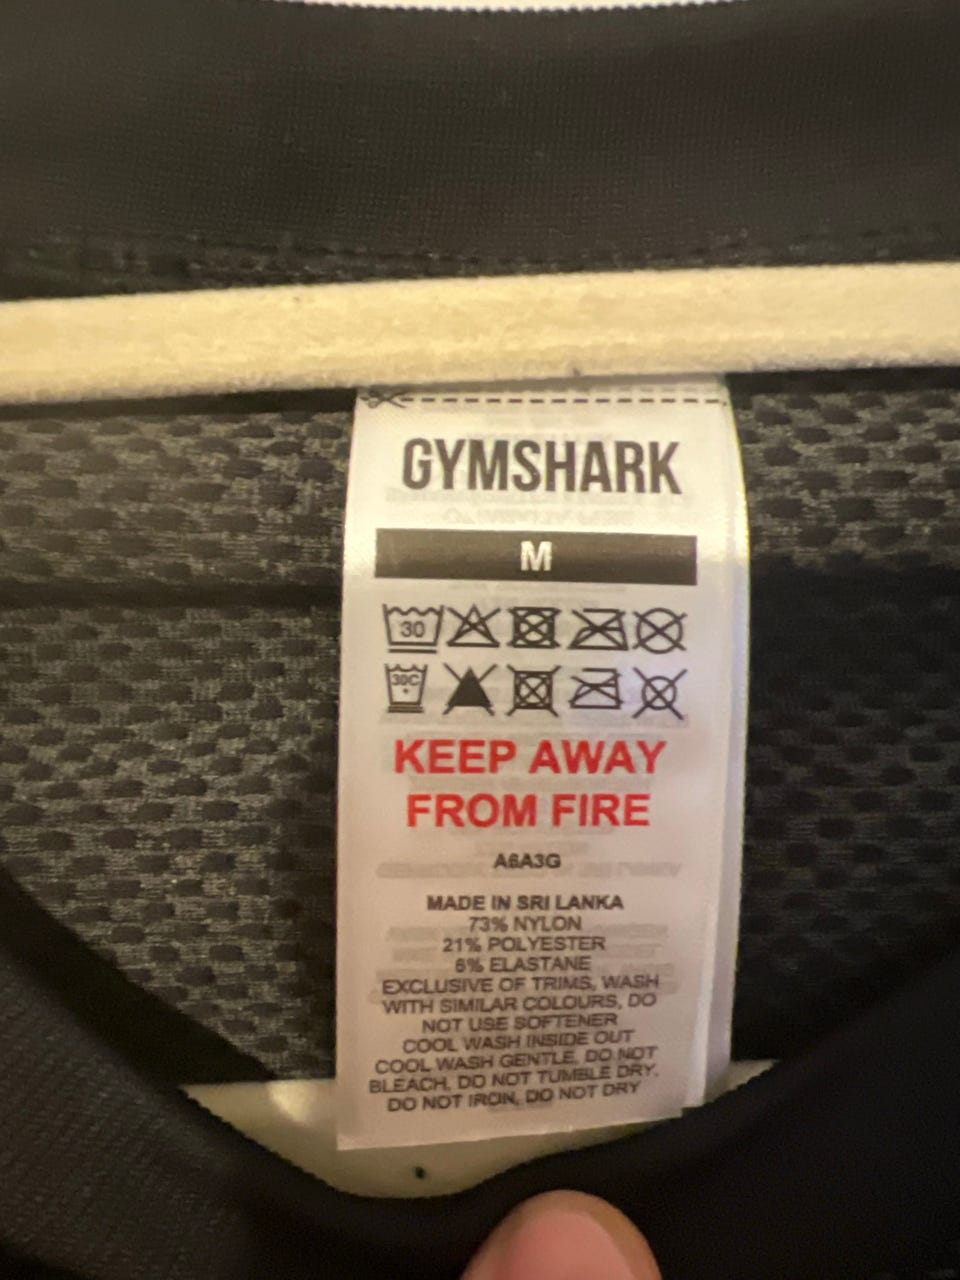 GYMSHARK
M
30
30C
KEEP AWAY
FROM FIRE
A6A3G
MADE IN SRI LANKA
73% NYLON
21% POLYESTER
6% ELASTANE
EXCLUSIVE OF TRIMS, WASH
WITH SIMILAR COLOURS, DO
NOT USE SOFTENER
COOL WASH INSIDE OUT
COOL WASH GENTLE, DO NOT
BLEACH, DO NOT TUMBLE DRY,
DO NOT IRON, DO NOT DRY